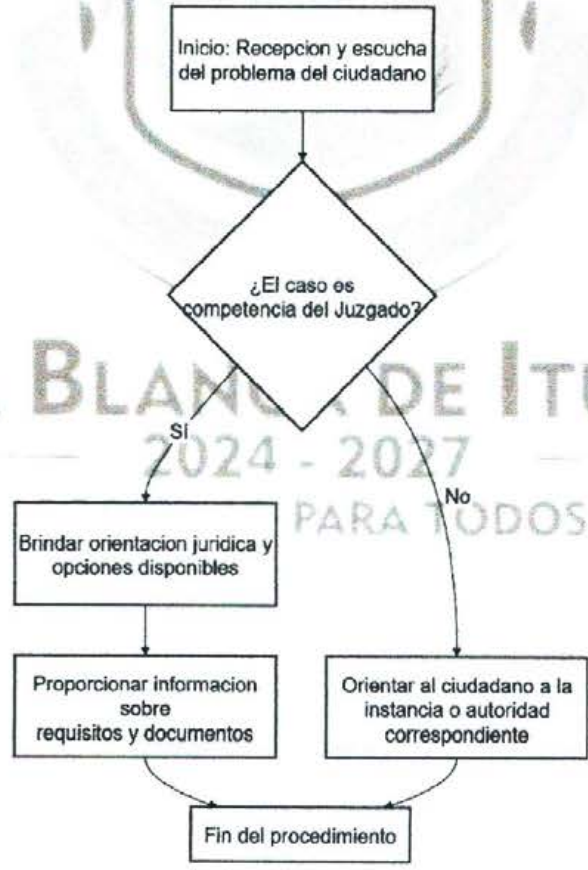 Inicio: Recepcion y escucha
del problema del ciudadano
¿El caso es
competencia del Juzgado?
BLANCA DE
2024 - 2027
PARA TODOS
Sí
No
Brindar orientacion juridica y
opciones disponibles
Proporcionar informacion
sobre
requisitos y documentos
Orientar al ciudadano a la
instancia o autoridad
correspondiente
Fin del procedimiento